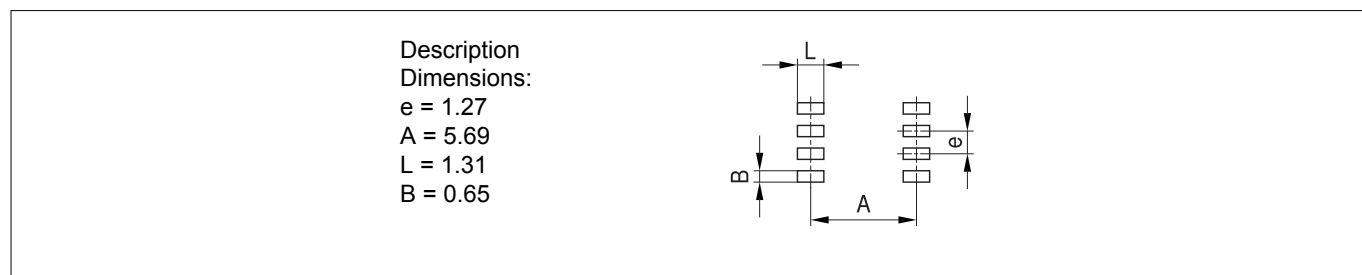 Description
Dimensions:
e = 1.27
A = 5.69
L = 1.31
B = 0.65
L
e
B
A